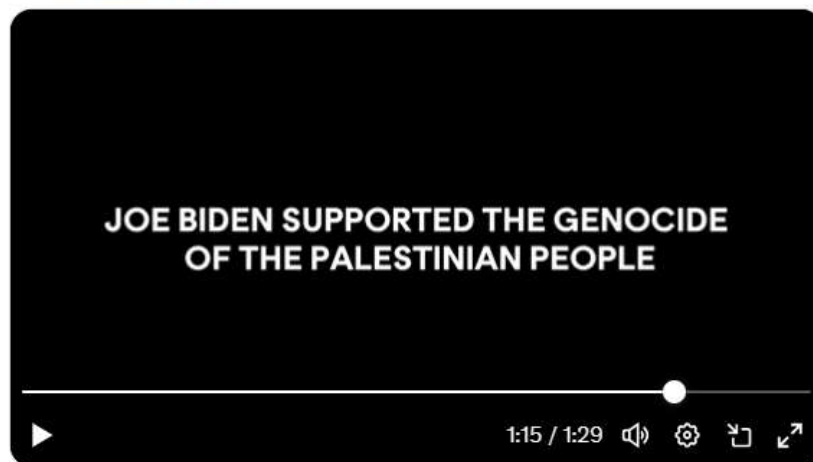 JOE BIDEN SUPPORTED THE GENOCIDE
OF THE PALESTINIAN PEOPLE
1:15 / 1:29